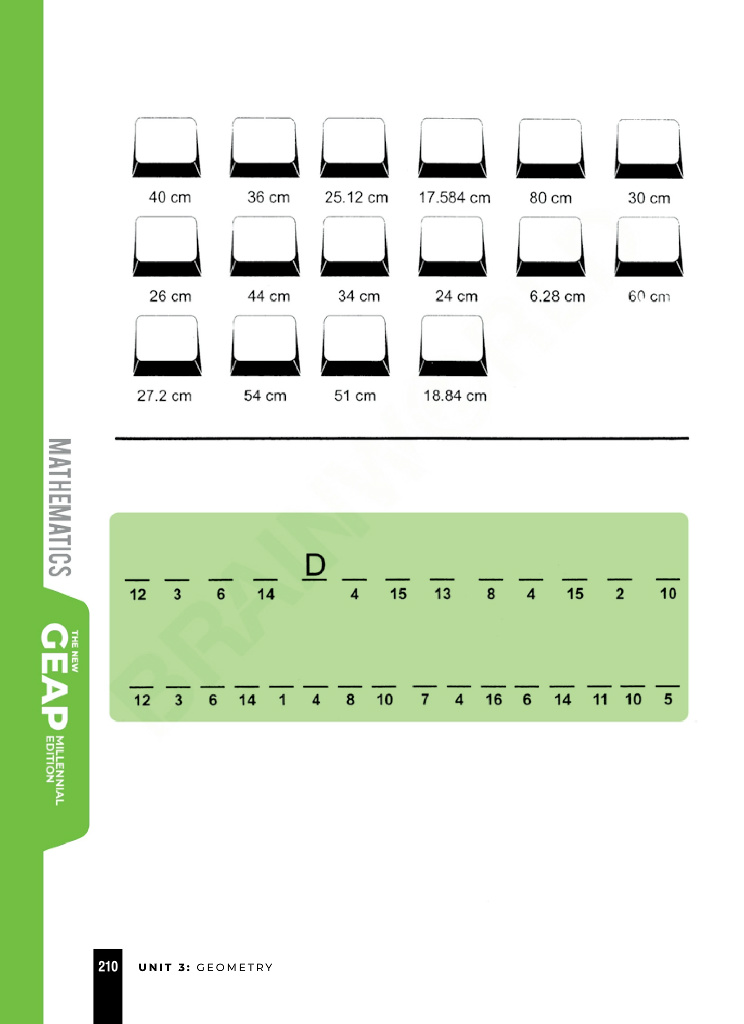 40 cm 36 cm 25.12 cm 17.584 cm 80 cm 30 cm
26 cm 44 cm 34 cm 24 cm 6.28 cm 60 cm
27.2 cm 54 cm 51 cm 18.84 cm
MATHEMATICS
THE NEW
GEAP
MILLENNIAL
EDITION
D
12 3 6 14 4 15 13 8 4 15 2 10
12 3 6 14 1 4 8 10 7 4 16 6 14 11 10 5
210 UNIT 3: GEOMETRY